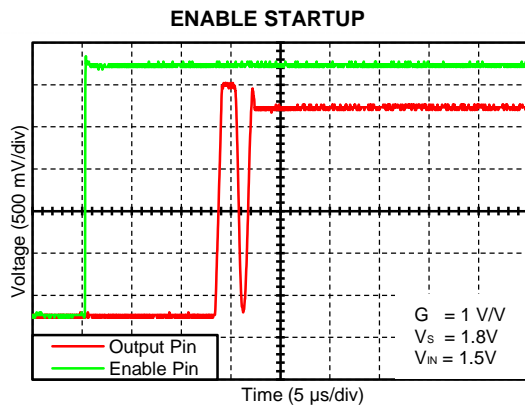 ENABLE STARTUP
Voltage (500 mV/div)
G = 1 V/V
VS = 1.8V
VIN = 1.5V
Output Pin
Enable Pin
Time (5 µs/div)